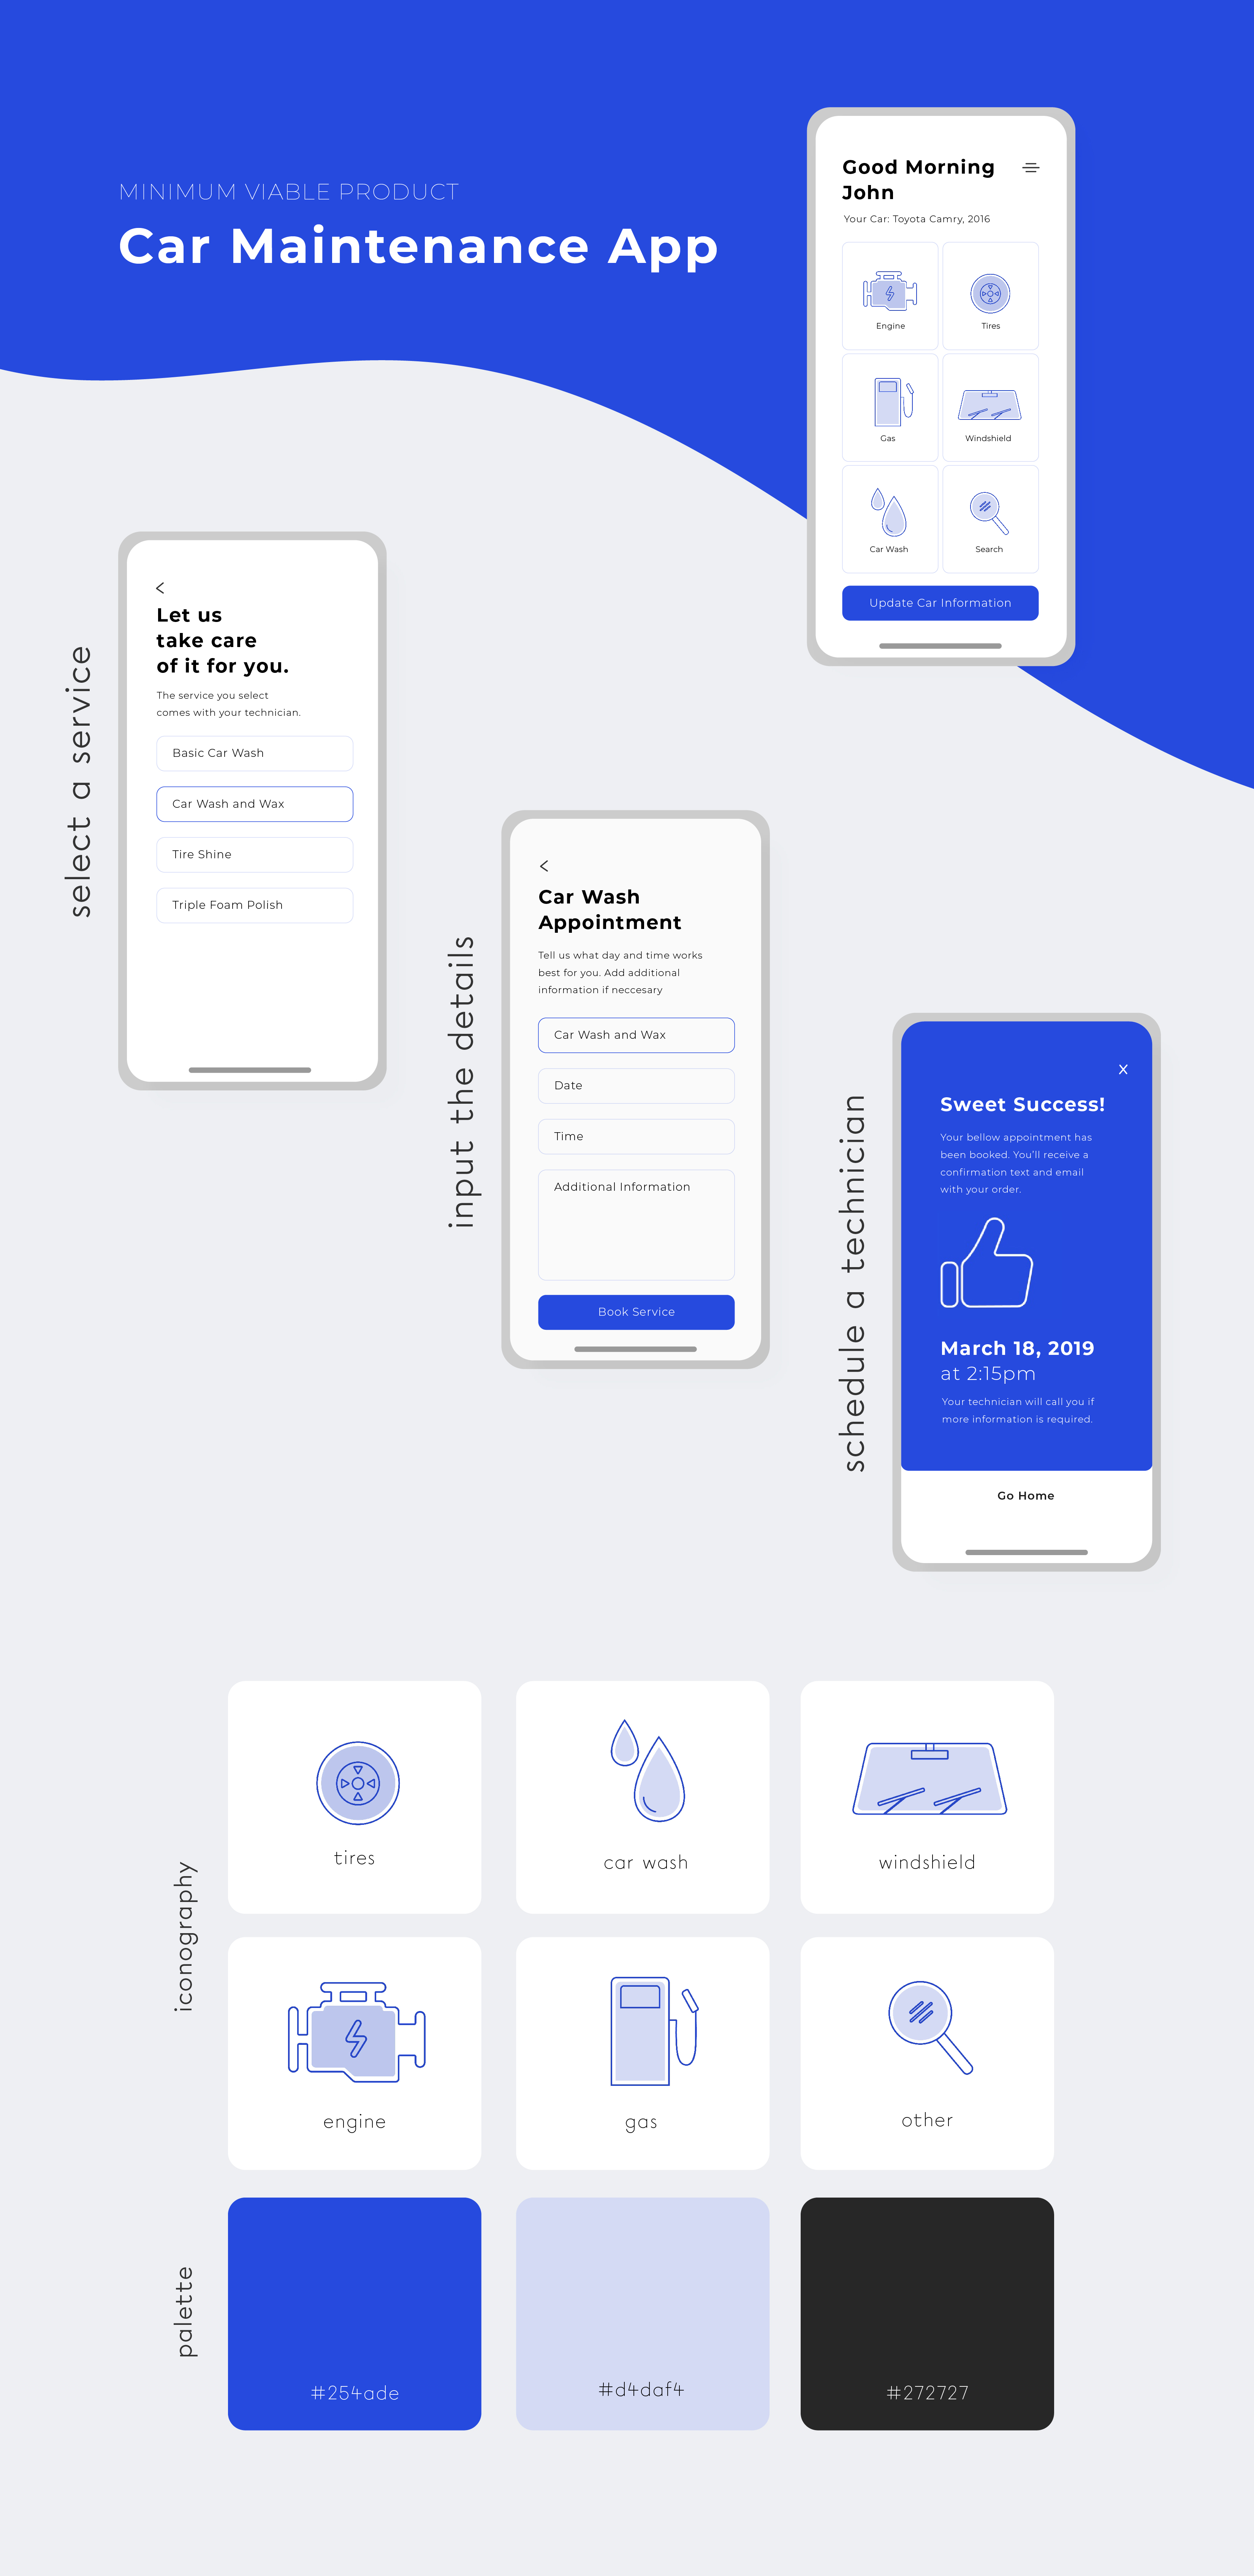 MINIMUM VIABLE PRODUCT
Car Maintenance App
Good Morning
John
Your Car: Toyota Camry, 2016
Engine
Tires
Gas
Windshield
Car Wash
Search
Update Car Information
select a service
Let us
take care
of it for you.
The service you select
comes with your technician.
Basic Car Wash
Car Wash and Wax
Tire Shine
Triple Foam Polish
input the details
Car Wash
Appointment
Tell us what day and time works
best for you. Add additional
information if neccesary
Car Wash and Wax
Date
Time
Additional Information
Book Service
schedule a technician
X
Sweet Success!
Your bellow appointment has
been booked. You'll receive a
confirmation text and email
with your order.
March 18, 2019
at 2:15pm
Your technician will call you if
more information is required.
Go Home
iconography
tires
car wash
windshield
engine
gas
other
palette
#254ade
#d4daf4
#272727